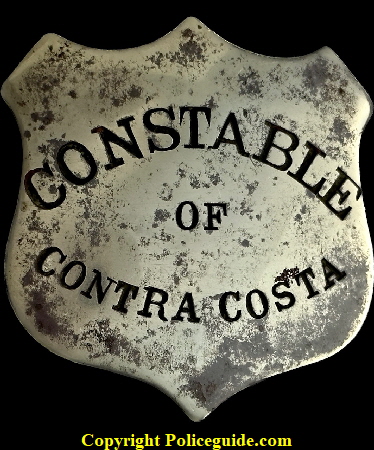 CONSTABLE
OF
CONTRA COSTA
Copyright Policeguide.com